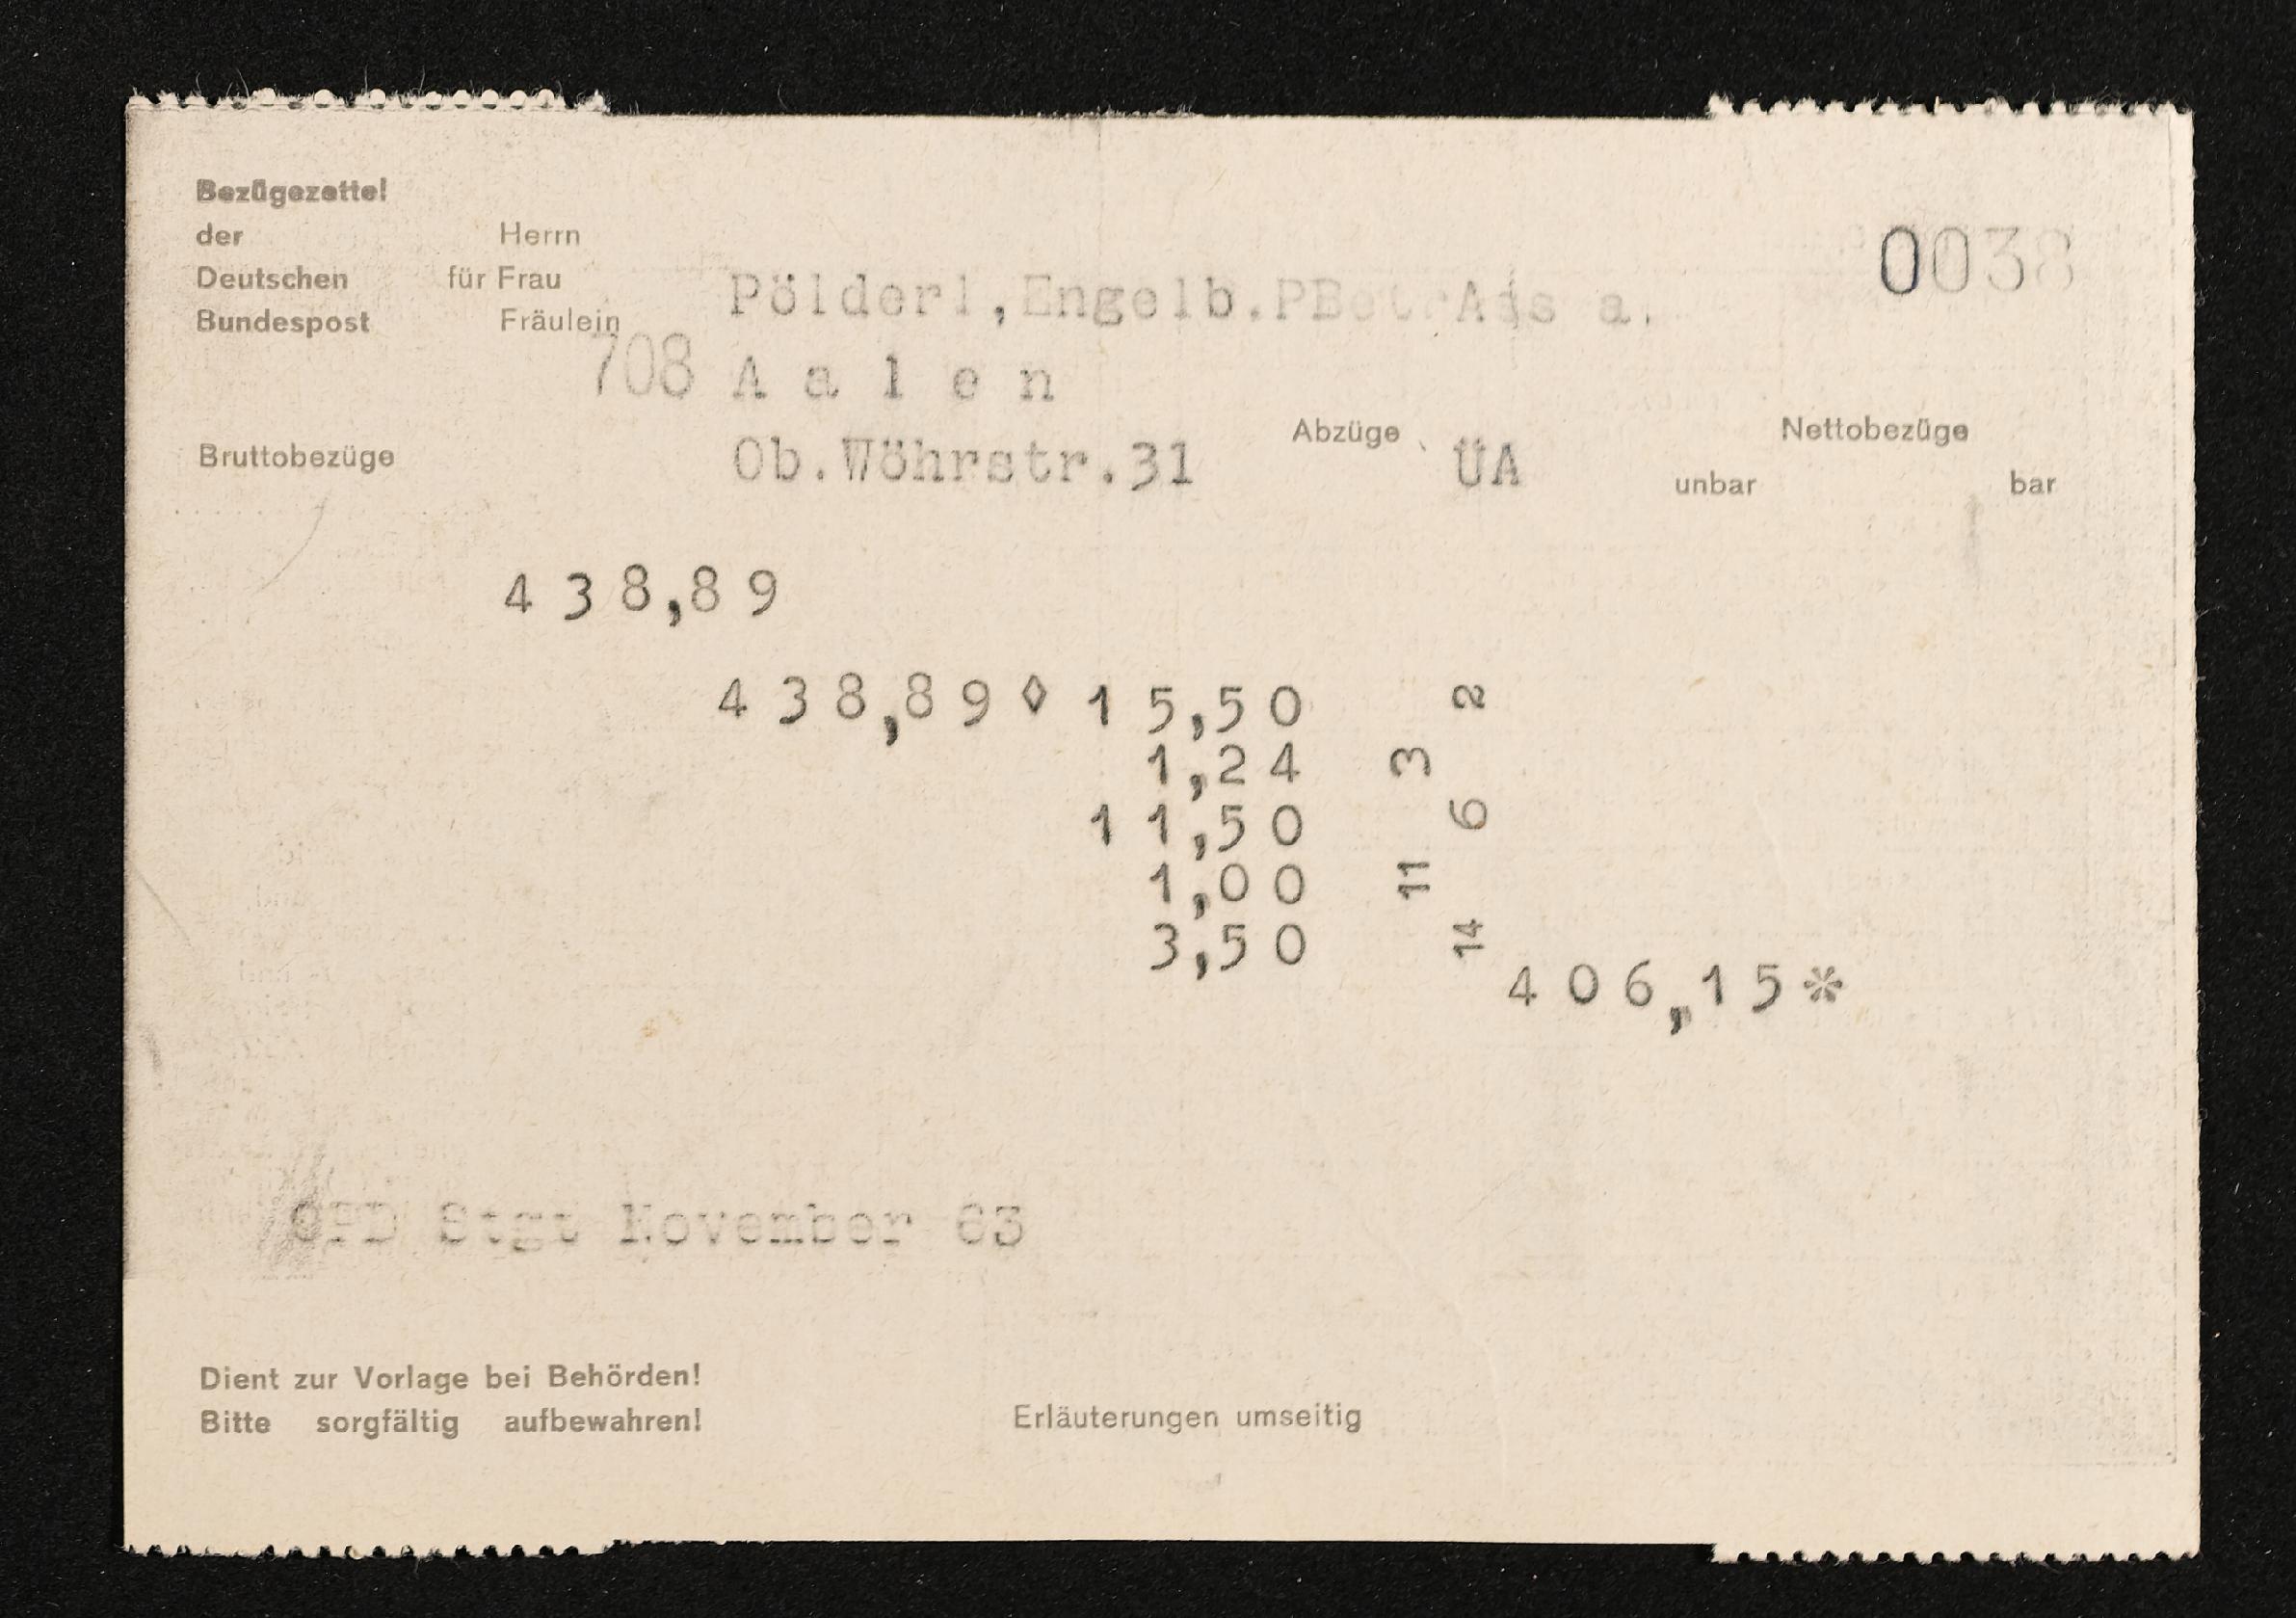 Bezügezettel
der Herrn
Deutschen für Frau
Bundespost Fräulein
0038
Pölderl, Engelb. PBetrAss a.
708 Aalen
Ob.Wöhrstr.31 ÜA
Bruttobezüge Abzüge Nettobezüge
unbar bar
438,89
438,89 ◊ 15,50 2
1,24 3
11,50 6
1,00 11
3,50 14
406,15*
OPD Stgt November 63
Dient zur Vorlage bei Behörden!
Bitte sorgfältig aufbewahren!
Erläuterungen umseitig